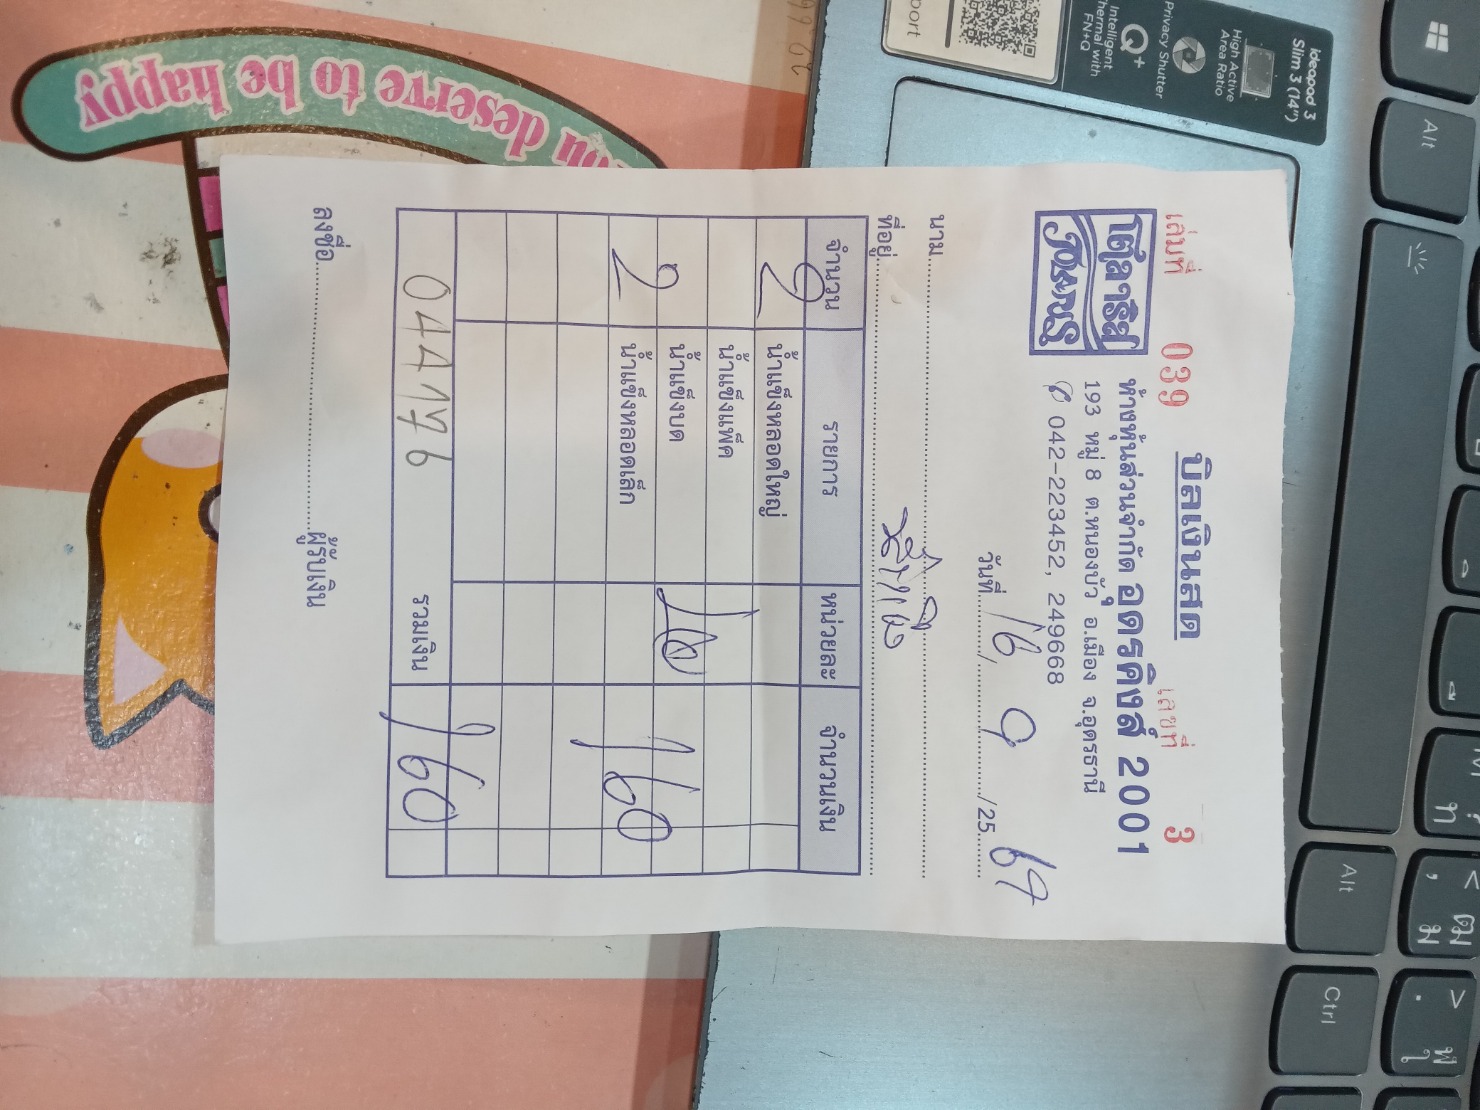 บิลเงินสด
เล่มที่ 039 เลขที่ 3
โตลาริส
ห้างหุ้นส่วนจำกัด อุดรคิงส์ 2001
193 หมู่ 8 ต.หนองบัว อ.เมือง จ.อุดรธานี
042-223452, 249668
วันที่ 16 / 9 /25 67
นาม
ที่อยู่
จำนวน รายการ หน่วยละ จำนวนเงิน
2 น้ำแข็งหลอดใหญ่
น้ำแข็งแพ็ค
น้ำแข็งบด
2 น้ำแข็งหลอดเล็ก 160
รวมเงิน 160
ลงชื่อ ผู้รับเงิน
you deserve to be happy
port
Q+
Intelligent
Thermal with
FN+Q
Privacy Shutter
High Active
Area Ratio
ideapad 3
Slim 3 (14")
Alt
Alt
Ctrl